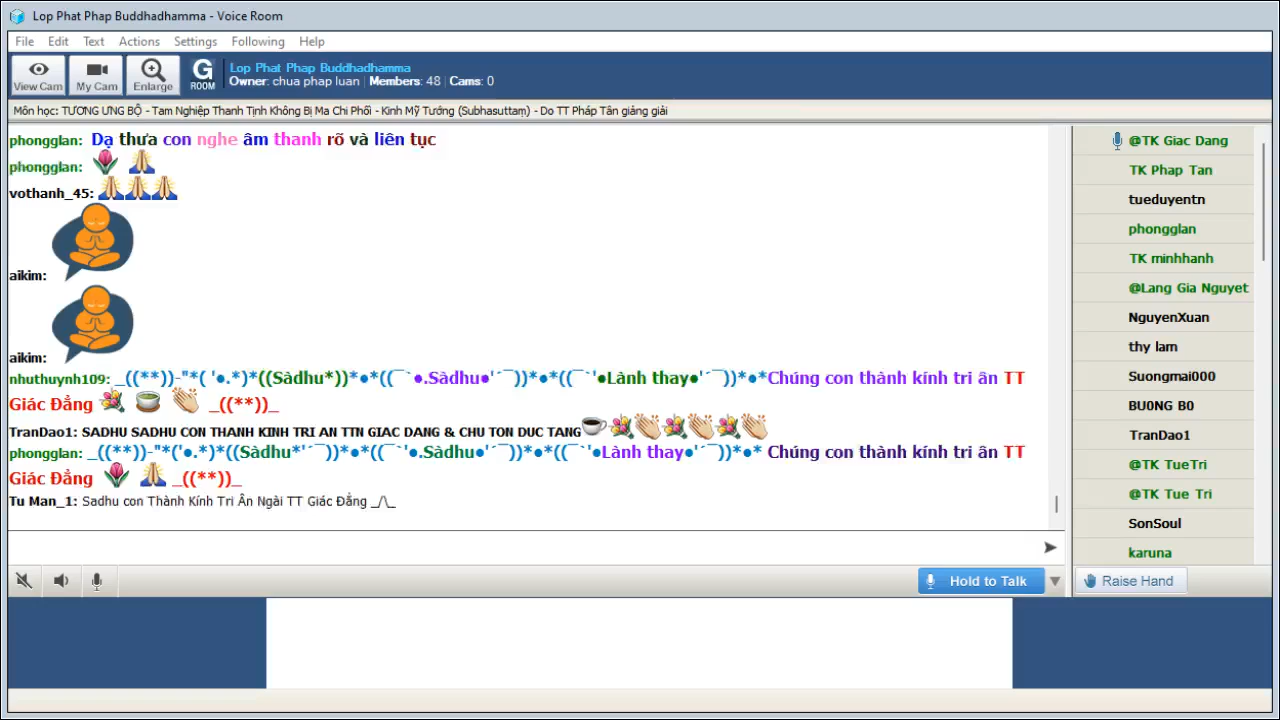 Lop Phat Phap Buddhadhamma - Voice Room
File Edit Text Actions Settings Following Help
View Cam My Cam Enlarge G ROOM
Lop Phat Phap Buddhadhamma
Owner: chua phap luan | Members: 48 | Cams: 0
Môn học: TƯƠNG ƯNG BỘ - Tam Nghiệp Thanh Tịnh Không Bị Ma Chi Phối - Kinh Mỹ Tướng (Subhasuttaṃ) - Do TT Pháp Tân giảng giải
phongglan: Dạ thưa con nghe âm thanh rõ và liên tục
phongglan:
vothanh_45:
aikim:
aikim:
nhuthuynh109: _((**))-"*( '●.*)*((Sàdhu*))*●*((¯`●.Sàdhu●'´¯))*●*((¯`'●Lành thay●'´¯))*●*Chúng con thành kính tri ân TT
Giác Đẳng _((**))_
TranDao1: SADHU SADHU CON THANH KINH TRI AN TTN GIAC DANG & CHU TON DUC TANG
phongglan: _((**))-"*('●.*)*((Sàdhu*'´¯))*●*((¯`'●.Sàdhu●'´¯))*●*((¯`'●Lành thay●'´¯))*●* Chúng con thành kính tri ân TT
Giác Đẳng _((**))_
Tu Man_1: Sadhu con Thành Kính Tri Ân Ngài TT Giác Đẳng _/\_
@TK Giac Dang
TK Phap Tan
tueduyentn
phongglan
TK minhhanh
@Lang Gia Nguyet
NguyenXuan
thy lam
Suongmai000
BU0NG B0
TranDao1
@TK TueTri
@TK Tue Tri
SonSoul
karuna
Hold to Talk
Raise Hand